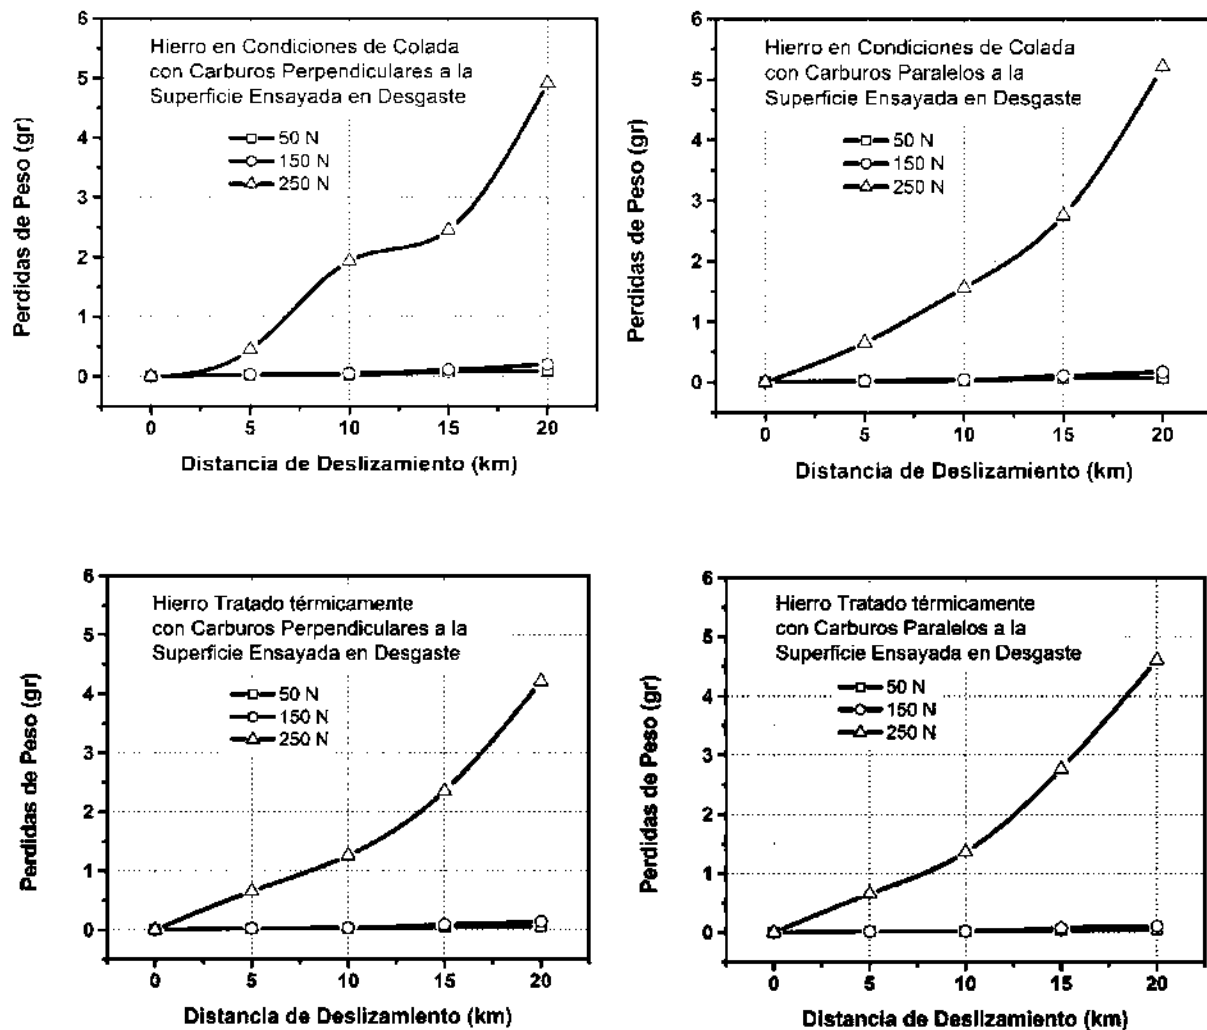 Hierro en Condiciones de Colada
con Carburos Perpendiculares a la
Superficie Ensayada en Desgaste
50 N
150 N
250 N
Perdidas de Peso (gr)
6
5
4
3
2
1
0
0 5 10 15 20
Distancia de Deslizamiento (km)
Hierro en Condiciones de Colada
con Carburos Paralelos a la
Superficie Ensayada en Desgaste
50 N
150 N
250 N
Perdidas de Peso (gr)
6
5
4
3
2
1
0
0 5 10 15 20
Distancia de Deslizamiento (km)
Hierro Tratado térmicamente
con Carburos Perpendiculares a la
Superficie Ensayada en Desgaste
50 N
150 N
250 N
Perdidas de Peso (gr)
6
5
4
3
2
1
0
0 5 10 15 20
Distancia de Deslizamiento (km)
Hierro Tratado térmicamente
con Carburos Paralelos a la
Superficie Ensayada en Desgaste
50 N
150 N
250 N
Perdidas de Peso (gr)
6
5
4
3
2
1
0
0 5 10 15 20
Distancia de Deslizamiento (km)